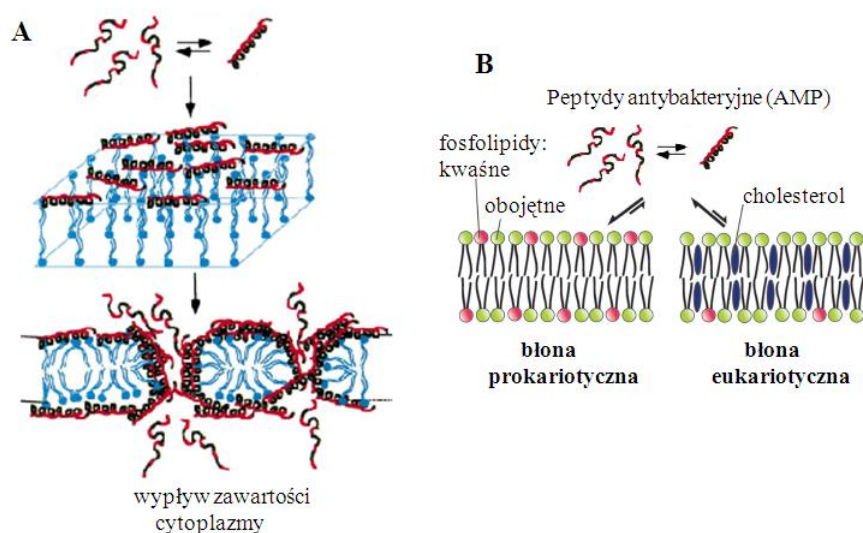 A
wypływ zawartości
cytoplazmy
B
Peptydy antybakteryjne (AMP)
fosfolipidy:
kwaśne
obojętne
cholesterol
błona
prokariotyczna
błona
eukariotyczna